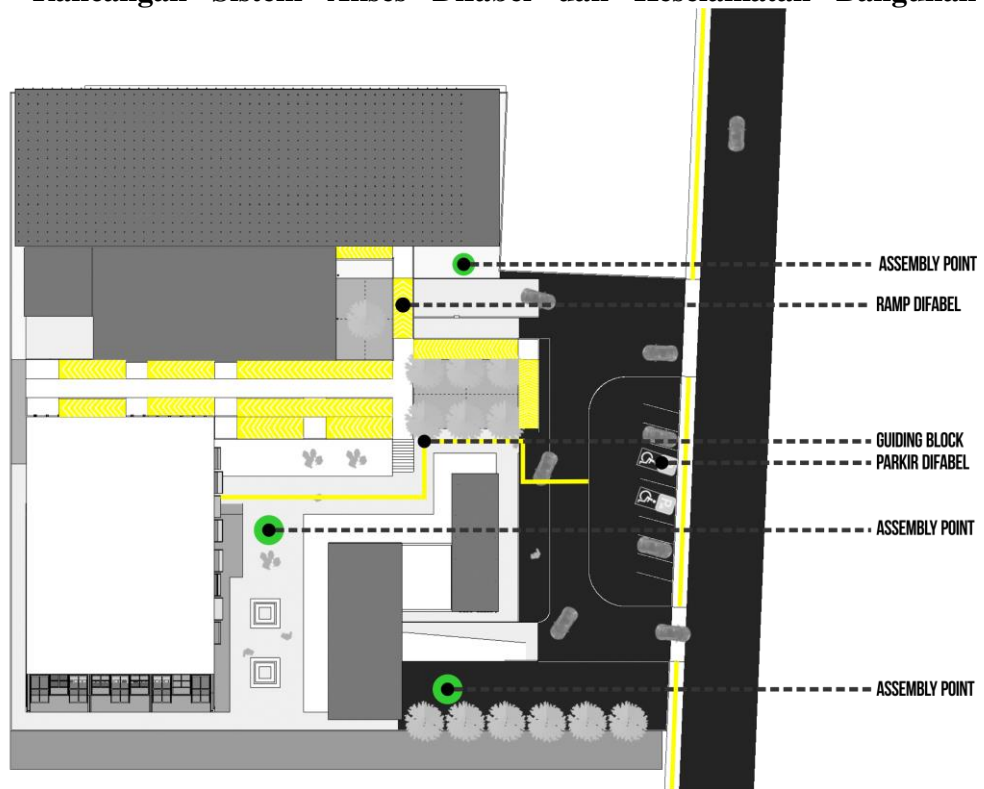 Rancangan Sistem Akses Difabel dan Keselamatan Bangunan
ASSEMBLY POINT
RAMP DIFABEL
GUIDING BLOCK
PARKIR DIFABEL
ASSEMBLY POINT
ASSEMBLY POINT